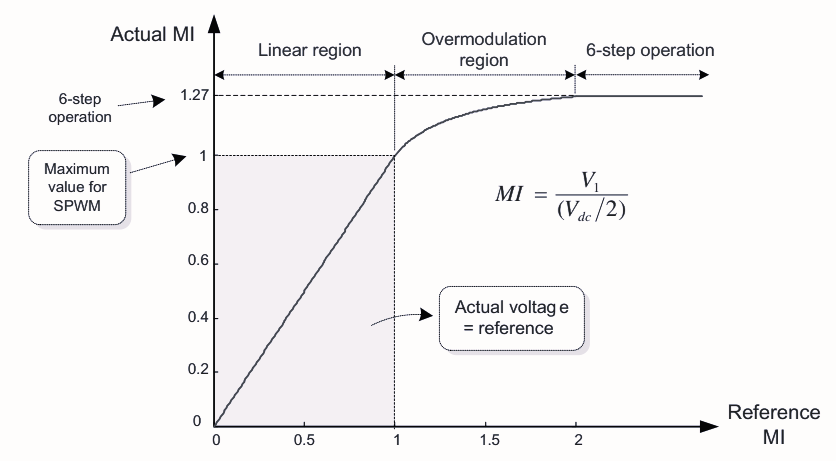 Actual MI
Linear region
Overmodulation
region
6-step operation
6-step
operation
1.27
Maximum
value for
SPWM
1
0.8
0.6
0.4
0.2
0
MI = V1 / (Vdc/2)
Actual voltage
= reference
0
0.5
1
1.5
2
Reference
MI